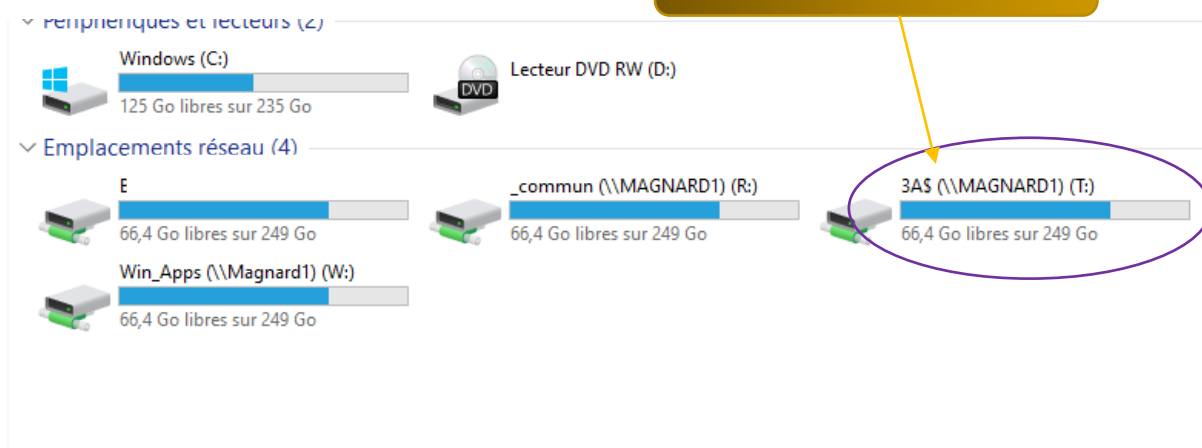 Périphériques et lecteurs (2)
Windows (C:)
125 Go libres sur 235 Go
Lecteur DVD RW (D:)
DVD
Emplacements réseau (4)
E
66,4 Go libres sur 249 Go
_commun (\\MAGNARD1) (R:)
66,4 Go libres sur 249 Go
3A$ (\\MAGNARD1) (T:)
66,4 Go libres sur 249 Go
Win_Apps (\\Magnard1) (W:)
66,4 Go libres sur 249 Go